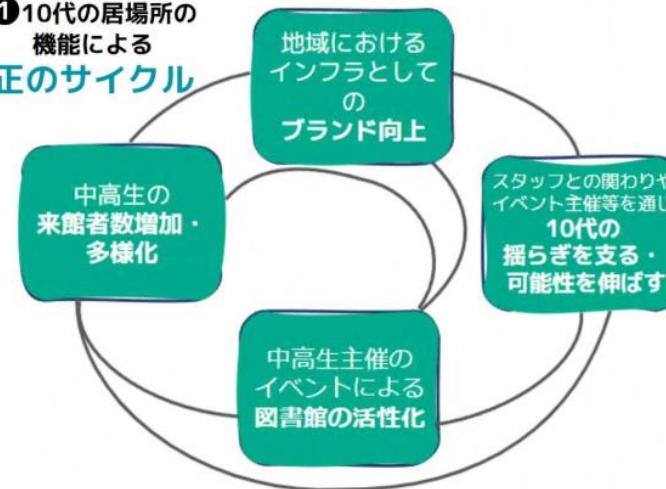 ❶10代の居場所の
機能による
正のサイクル
地域における
インフラとして
の
ブランド向上
中高生の
来館者数増加・
多様化
スタッフとの関わりや
イベント主催等を通じ
10代の
揺らぎを支る・
可能性を伸ばす
中高生主催の
イベントによる
図書館の活性化